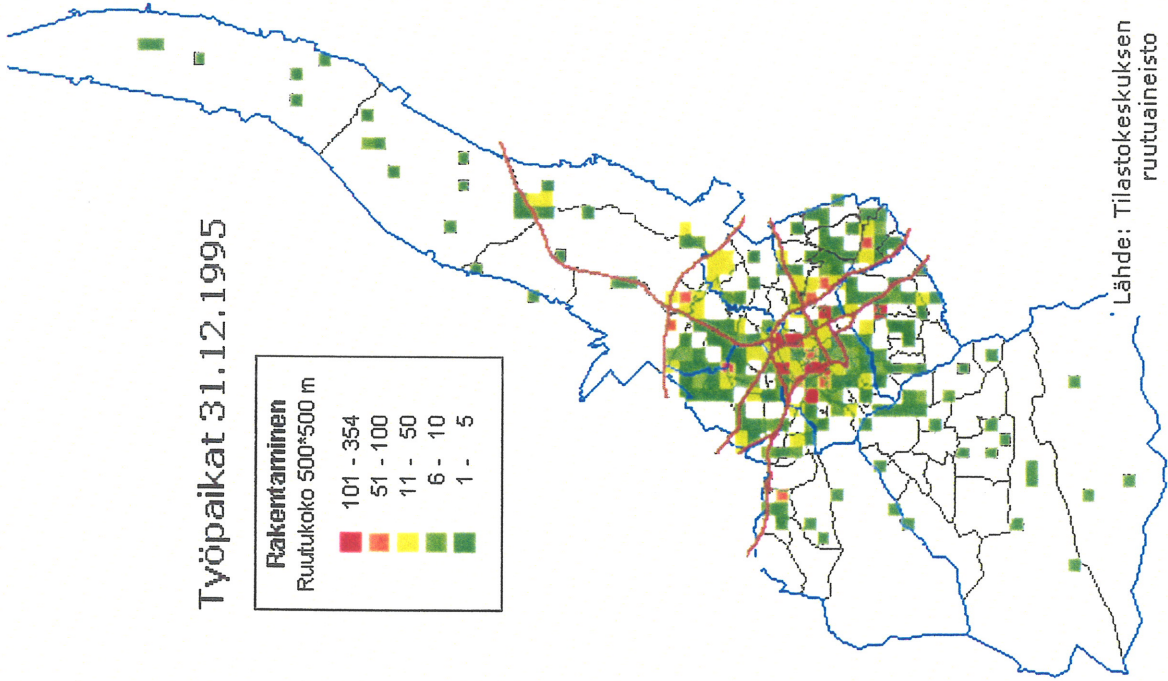 Työpaikat 31.12.1995
Rakentaminen
Ruutukoko 500*500 m
101 - 354
51 - 100
11 - 50
6 - 10
1 - 5
Lähde: Tilastokeskuksen
ruutuaineisto